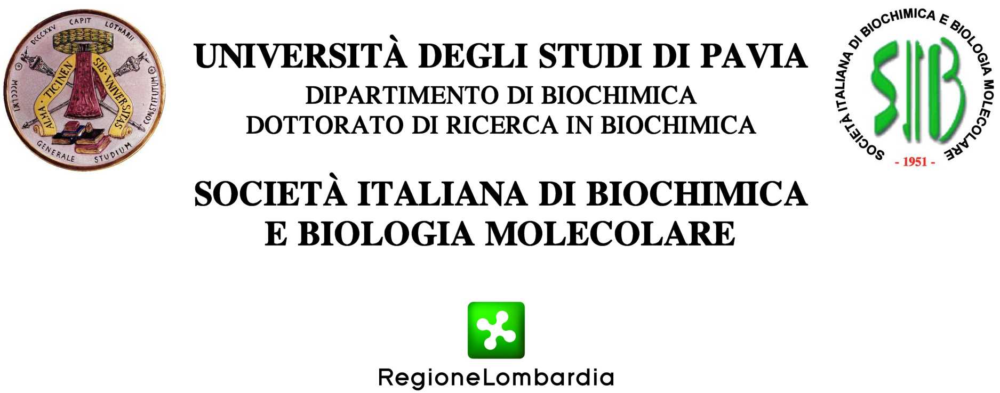 DCCCXXV CAPIT LOTHARII
MCCCLXI
CONSTITUTUM
GENERALE STUDIUM
ALMA · TICINEN
SIS · VNIVERSITAS
UNIVERSITÀ DEGLI STUDI DI PAVIA
DIPARTIMENTO DI BIOCHIMICA
DOTTORATO DI RICERCA IN BIOCHIMICA
SOCIETÀ ITALIANA DI BIOCHIMICA E BIOLOGIA MOLECOLARE
SIB
- 1951 -
SOCIETÀ ITALIANA DI BIOCHIMICA
E BIOLOGIA MOLECOLARE
RegioneLombardia